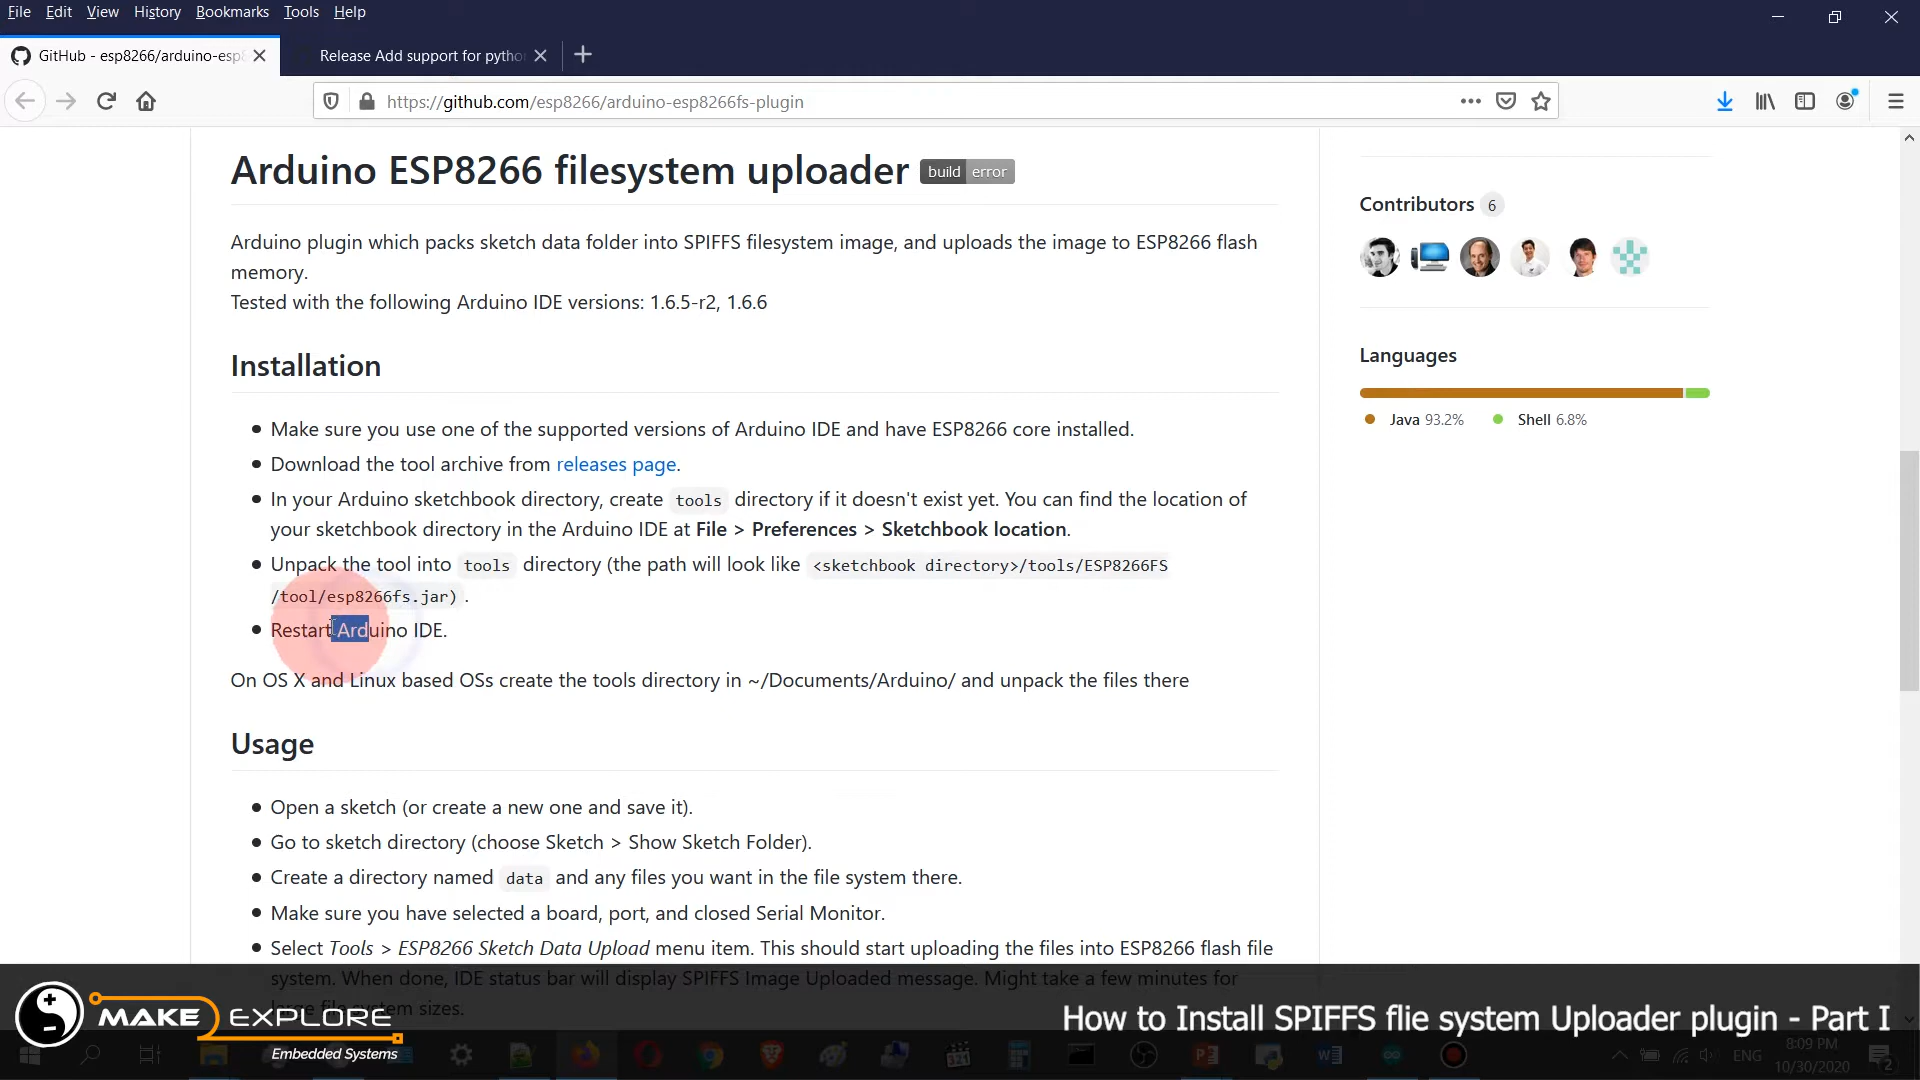 File Edit View History Bookmarks Tools Help
GitHub - esp8266/arduino-esp8
Release Add support for pytho
https://github.com/esp8266/arduino-esp8266fs-plugin
Arduino ESP8266 filesystem uploader build error
Arduino plugin which packs sketch data folder into SPIFFS filesystem image, and uploads the image to ESP8266 flash
memory.
Tested with the following Arduino IDE versions: 1.6.5-r2, 1.6.6
Installation
Make sure you use one of the supported versions of Arduino IDE and have ESP8266 core installed.
Download the tool archive from releases page.
In your Arduino sketchbook directory, create tools directory if it doesn't exist yet. You can find the location of
your sketchbook directory in the Arduino IDE at File > Preferences > Sketchbook location.
Unpack the tool into tools directory (the path will look like <sketchbook directory>/tools/ESP8266FS
/tool/esp8266fs.jar) .
Restart Arduino IDE.
On OS X and Linux based OSs create the tools directory in ~/Documents/Arduino/ and unpack the files there
Usage
Open a sketch (or create a new one and save it).
Go to sketch directory (choose Sketch > Show Sketch Folder).
Create a directory named data and any files you want in the file system there.
Make sure you have selected a board, port, and closed Serial Monitor.
Select Tools > ESP8266 Sketch Data Upload menu item. This should start uploading the files into ESP8266 flash file
system. When done, IDE status bar will display SPIFFS Image Uploaded message. Might take a few minutes for
large file system sizes.
Contributors 6
Languages
Java 93.2% Shell 6.8%
MAKE EXPLORE
Embedded Systems
How to Install SPIFFS flie system Uploader plugin - Part I
ENG
8:09 PM
10/30/2020
2